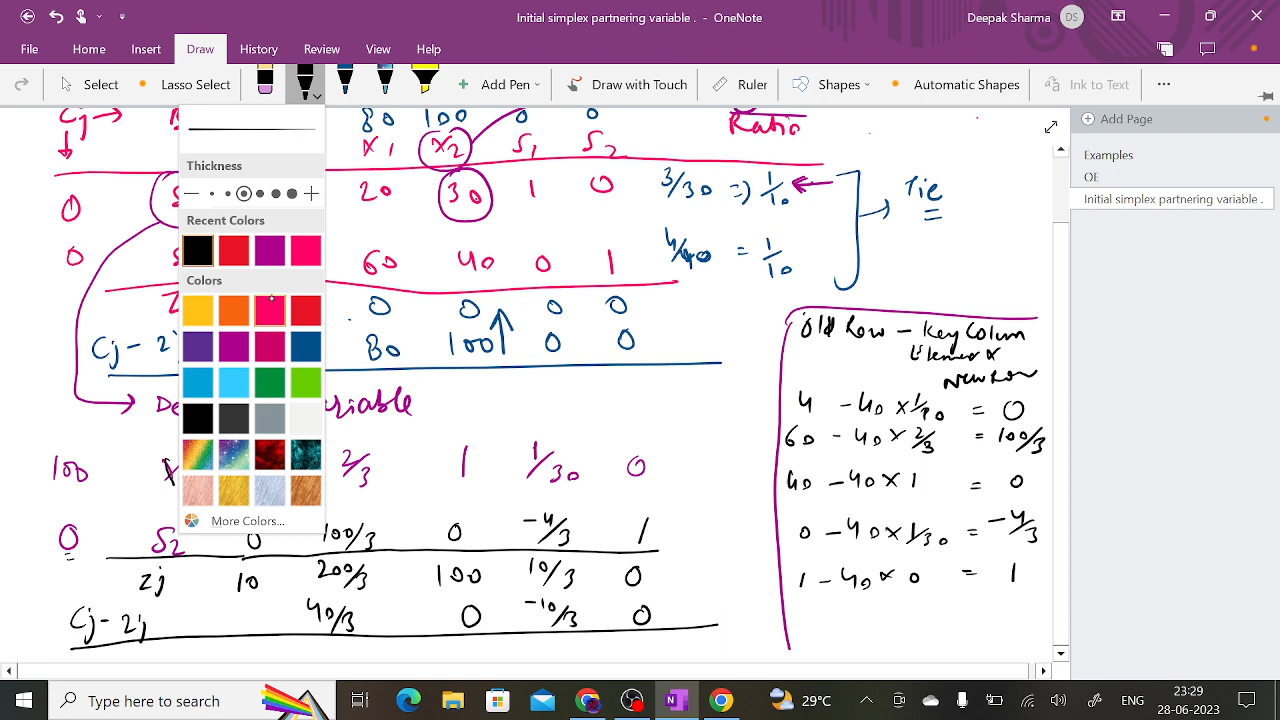 Initial simplex partnering variable . - OneNote
Deepak Sharma DS
File Home Insert Draw History Review View Help
Select Lasso Select Add Pen Draw with Touch Ruler Shapes Automatic Shapes Ink to Text
Add Page
Examples
OE
Initial simplex partnering variable .
Thickness
Recent Colors
Colors
More Colors...
Cj → 80 100 0 0 Ratio
x1 x2 S1 S2
0 20 30 1 0 3/30 => 1/10
Tie
0 60 40 0 1 4/40 = 1/10
0 0 0 0
Cj - Zj 80 100 0 0
De riable
100 2/3 1 1/30 0
0 S2 0 100/3 0 -4/3 1
Zj 10 200/3 100 10/3 0
Cj - Zj 40/3 0 -10/3 0
Old Row - Key Column
Element x
New Row
4 - 40 x 1/10 = 0
60 - 40 x 2/3 = 100/3
40 - 40 x 1 = 0
0 - 40 x 1/30 = -4/3
1 - 40 x 0 = 1
Type here to search
29°C
ENG
23:29
28-06-2023